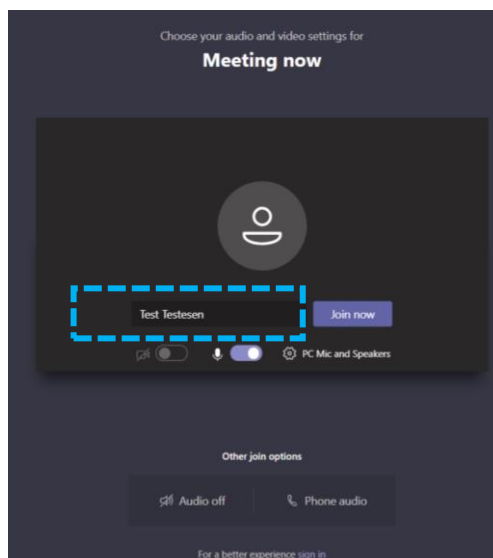 Choose your audio and video settings for
Meeting now
Test Testesen
Join now
PC Mic and Speakers
Other join options
Audio off
Phone audio
For a better experience sign in